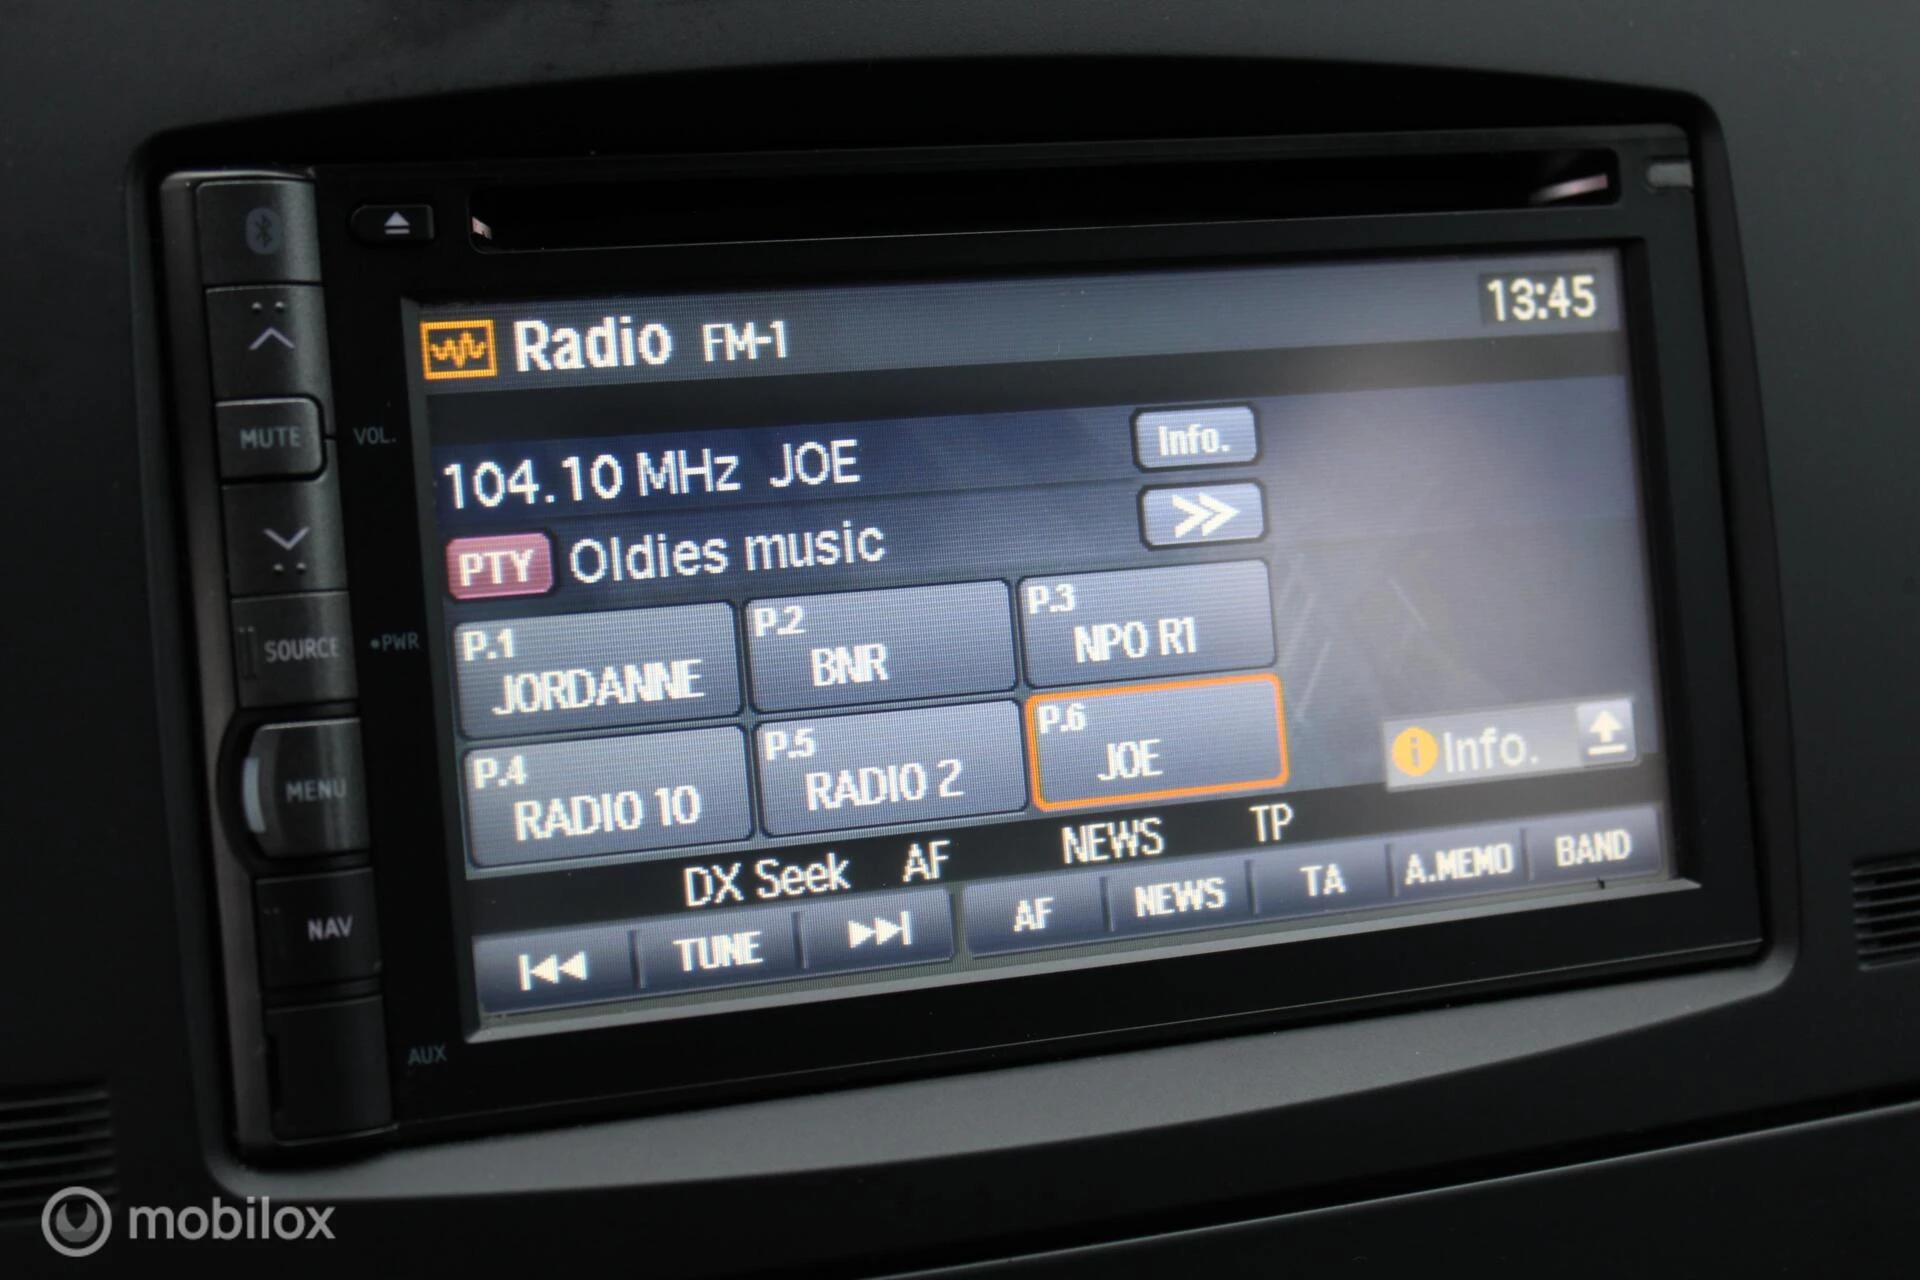 Radio FM-1 13:45
104.10 MHz JOE Info.
PTY Oldies music
P.1 JORDANNE
P.2 BNR
P.3 NPO R1
P.4 RADIO 10
P.5 RADIO 2
P.6 JOE
Info.
DX Seek AF NEWS TP
TUNE AF NEWS TA A.MEMO BAND
MUTE
VOL.
SOURCE
•PWR
MENU
NAV
AUX
mobilox